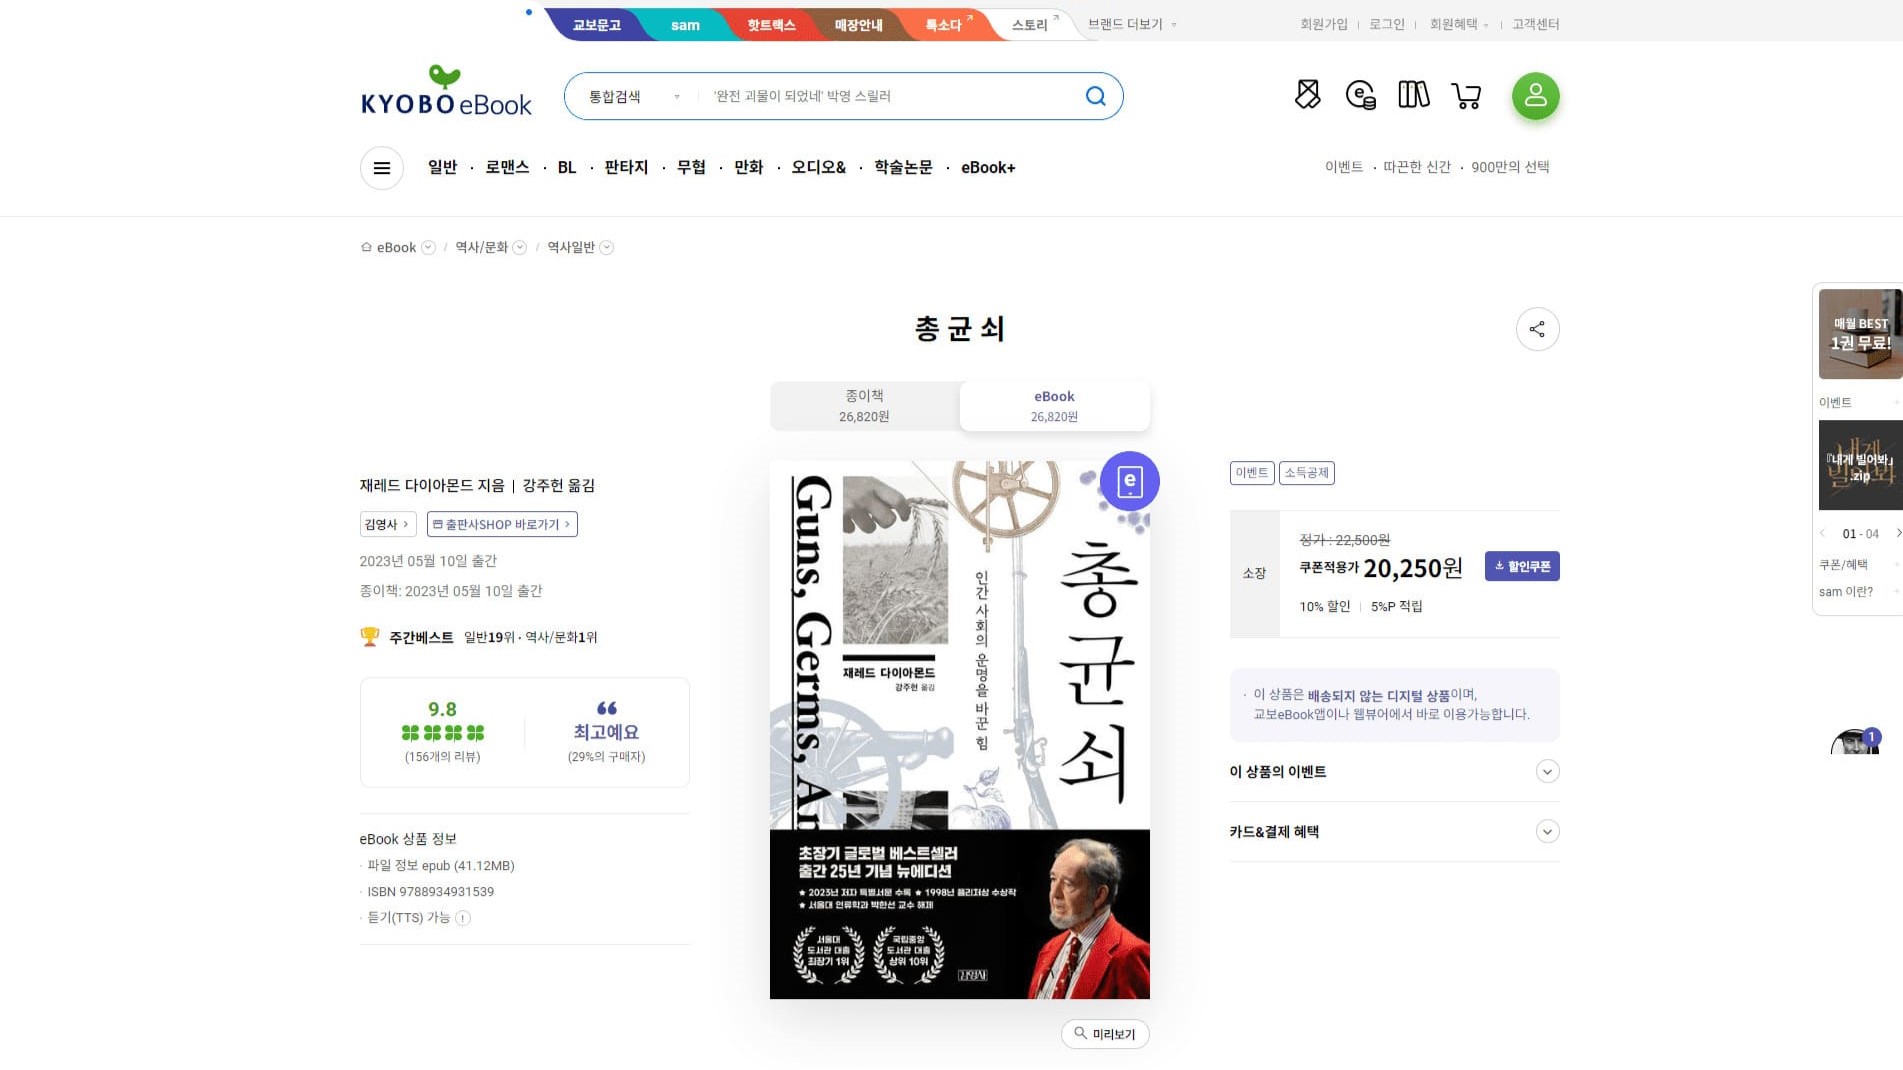 교보문고
sam
핫트랙스
매장안내
톡소다
스토리
브랜드 더보기
회원가입
로그인
회원혜택
고객센터
KYOBO eBook
통합검색
'완전 괴물이 되었네' 박영 스릴러
일반 · 로맨스 · BL · 판타지 · 무협 · 만화 · 오디오& · 학술논문 · eBook+
이벤트 · 따끈한 신간 · 900만의 선택
eBook / 역사/문화 / 역사일반
총 균 쇠
종이책
26,820원
eBook
26,820원
재레드 다이아몬드 지음 | 강주헌 옮김
김영사
출판사SHOP 바로가기
2023년 05월 10일 출간
종이책: 2023년 05월 10일 출간
주간베스트 일반19위 · 역사/문화1위
9.8
(156개의 리뷰)
최고예요
(29%의 구매자)
eBook 상품 정보
· 파일 정보 epub (41.12MB)
· ISBN 9788934931539
· 듣기(TTS) 가능
Guns, Germs, An
재레드 다이아몬드
강주헌 옮김
인간 사회의 운명을 바꾼 힘
총균쇠
초장기 글로벌 베스트셀러
출간 25년 기념 뉴에디션
★ 2023년 저자 특별서문 수록 ★ 1998년 퓰리처상 수상작
★ 서울대 인류학과 박한선 교수 해제
서울대
도서관 대출
최장기 1위
국립중앙
도서관 대출
상위 10위
김영사
미리보기
이벤트
소득공제
소장
정가 : 22,500원
쿠폰적용가 20,250원
할인쿠폰
10% 할인 | 5%P 적립
· 이 상품은 배송되지 않는 디지털 상품이며,
교보eBook앱이나 웹뷰어에서 바로 이용가능합니다.
이 상품의 이벤트
카드&결제 혜택
매월 BEST
1권 무료!
이벤트
『내게 빌어봐』
.zip
01 - 04
쿠폰/혜택
sam 이란?
1